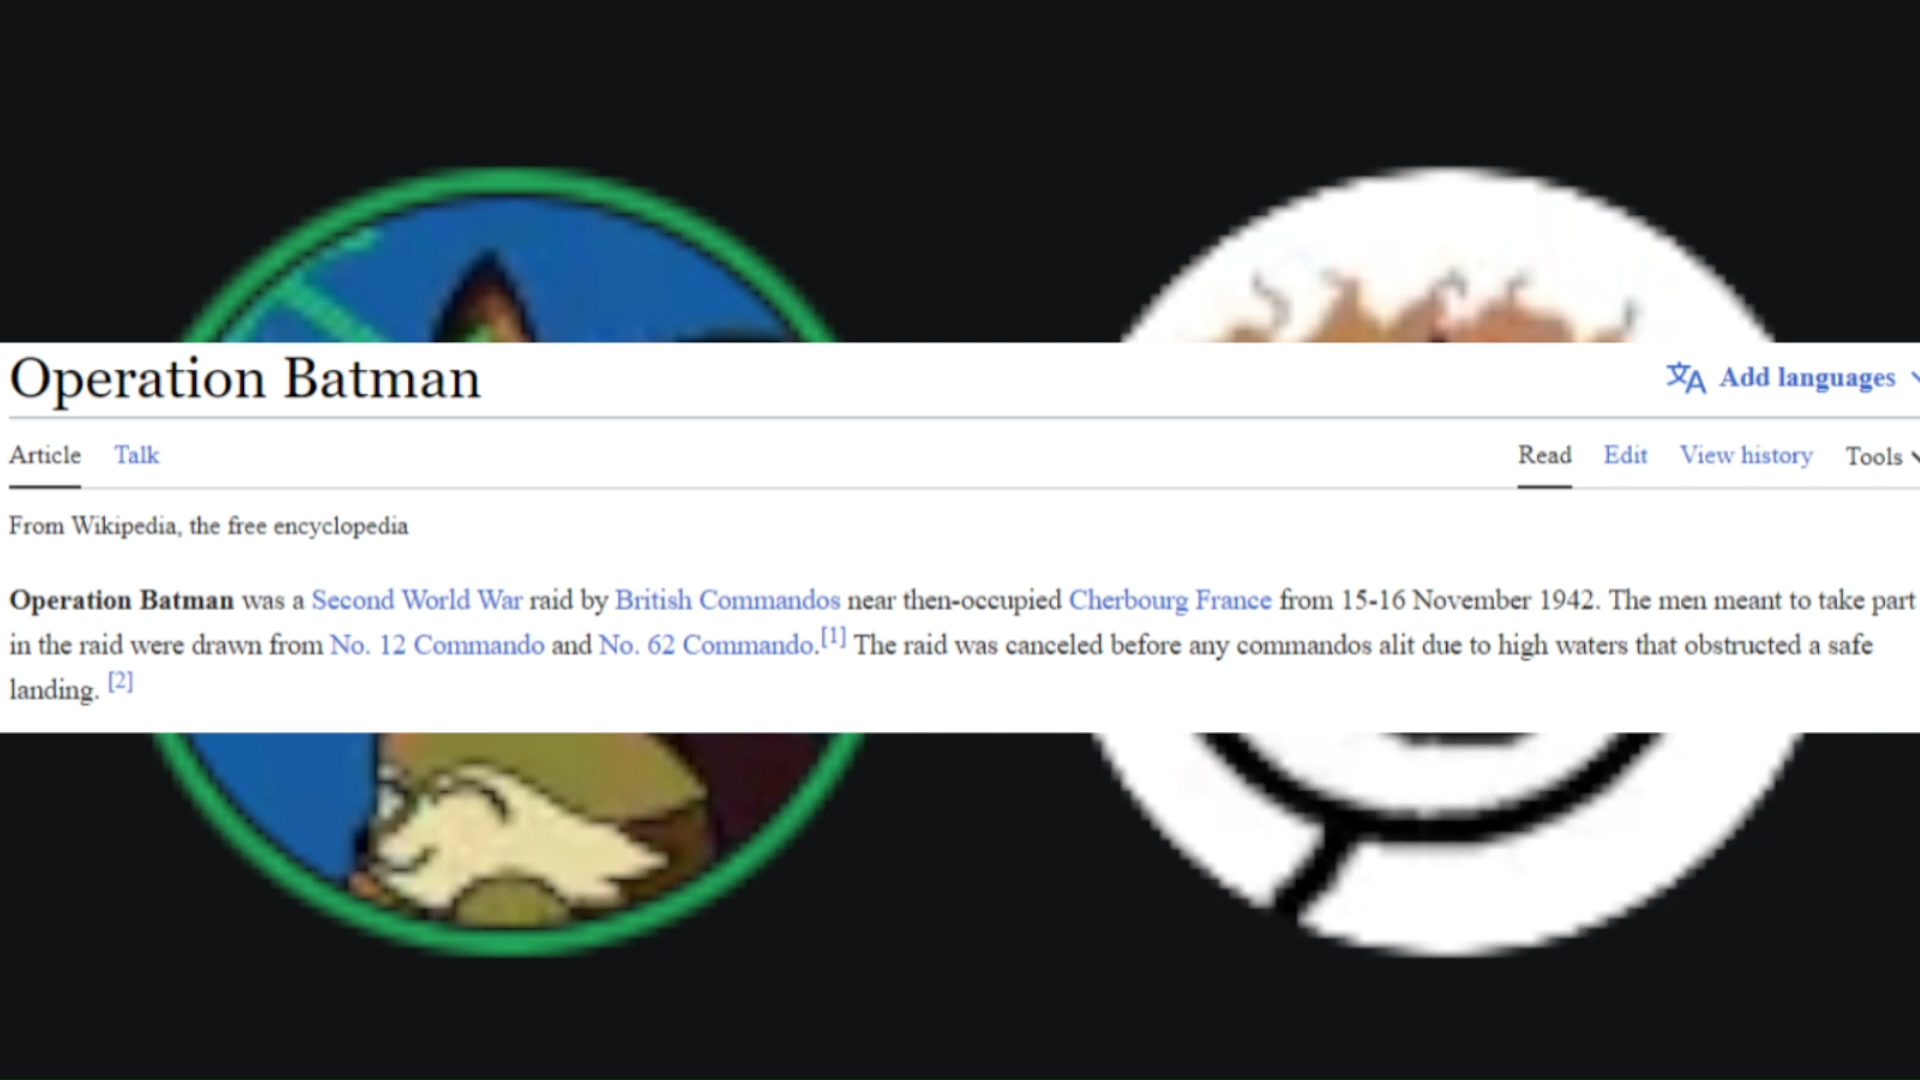 Operation Batman
Add languages
Article Talk Read Edit View history Tools
From Wikipedia, the free encyclopedia
Operation Batman was a Second World War raid by British Commandos near then-occupied Cherbourg France from 15-16 November 1942. The men meant to take part
in the raid were drawn from No. 12 Commando and No. 62 Commando.[1] The raid was canceled before any commandos alit due to high waters that obstructed a safe
landing. [2]